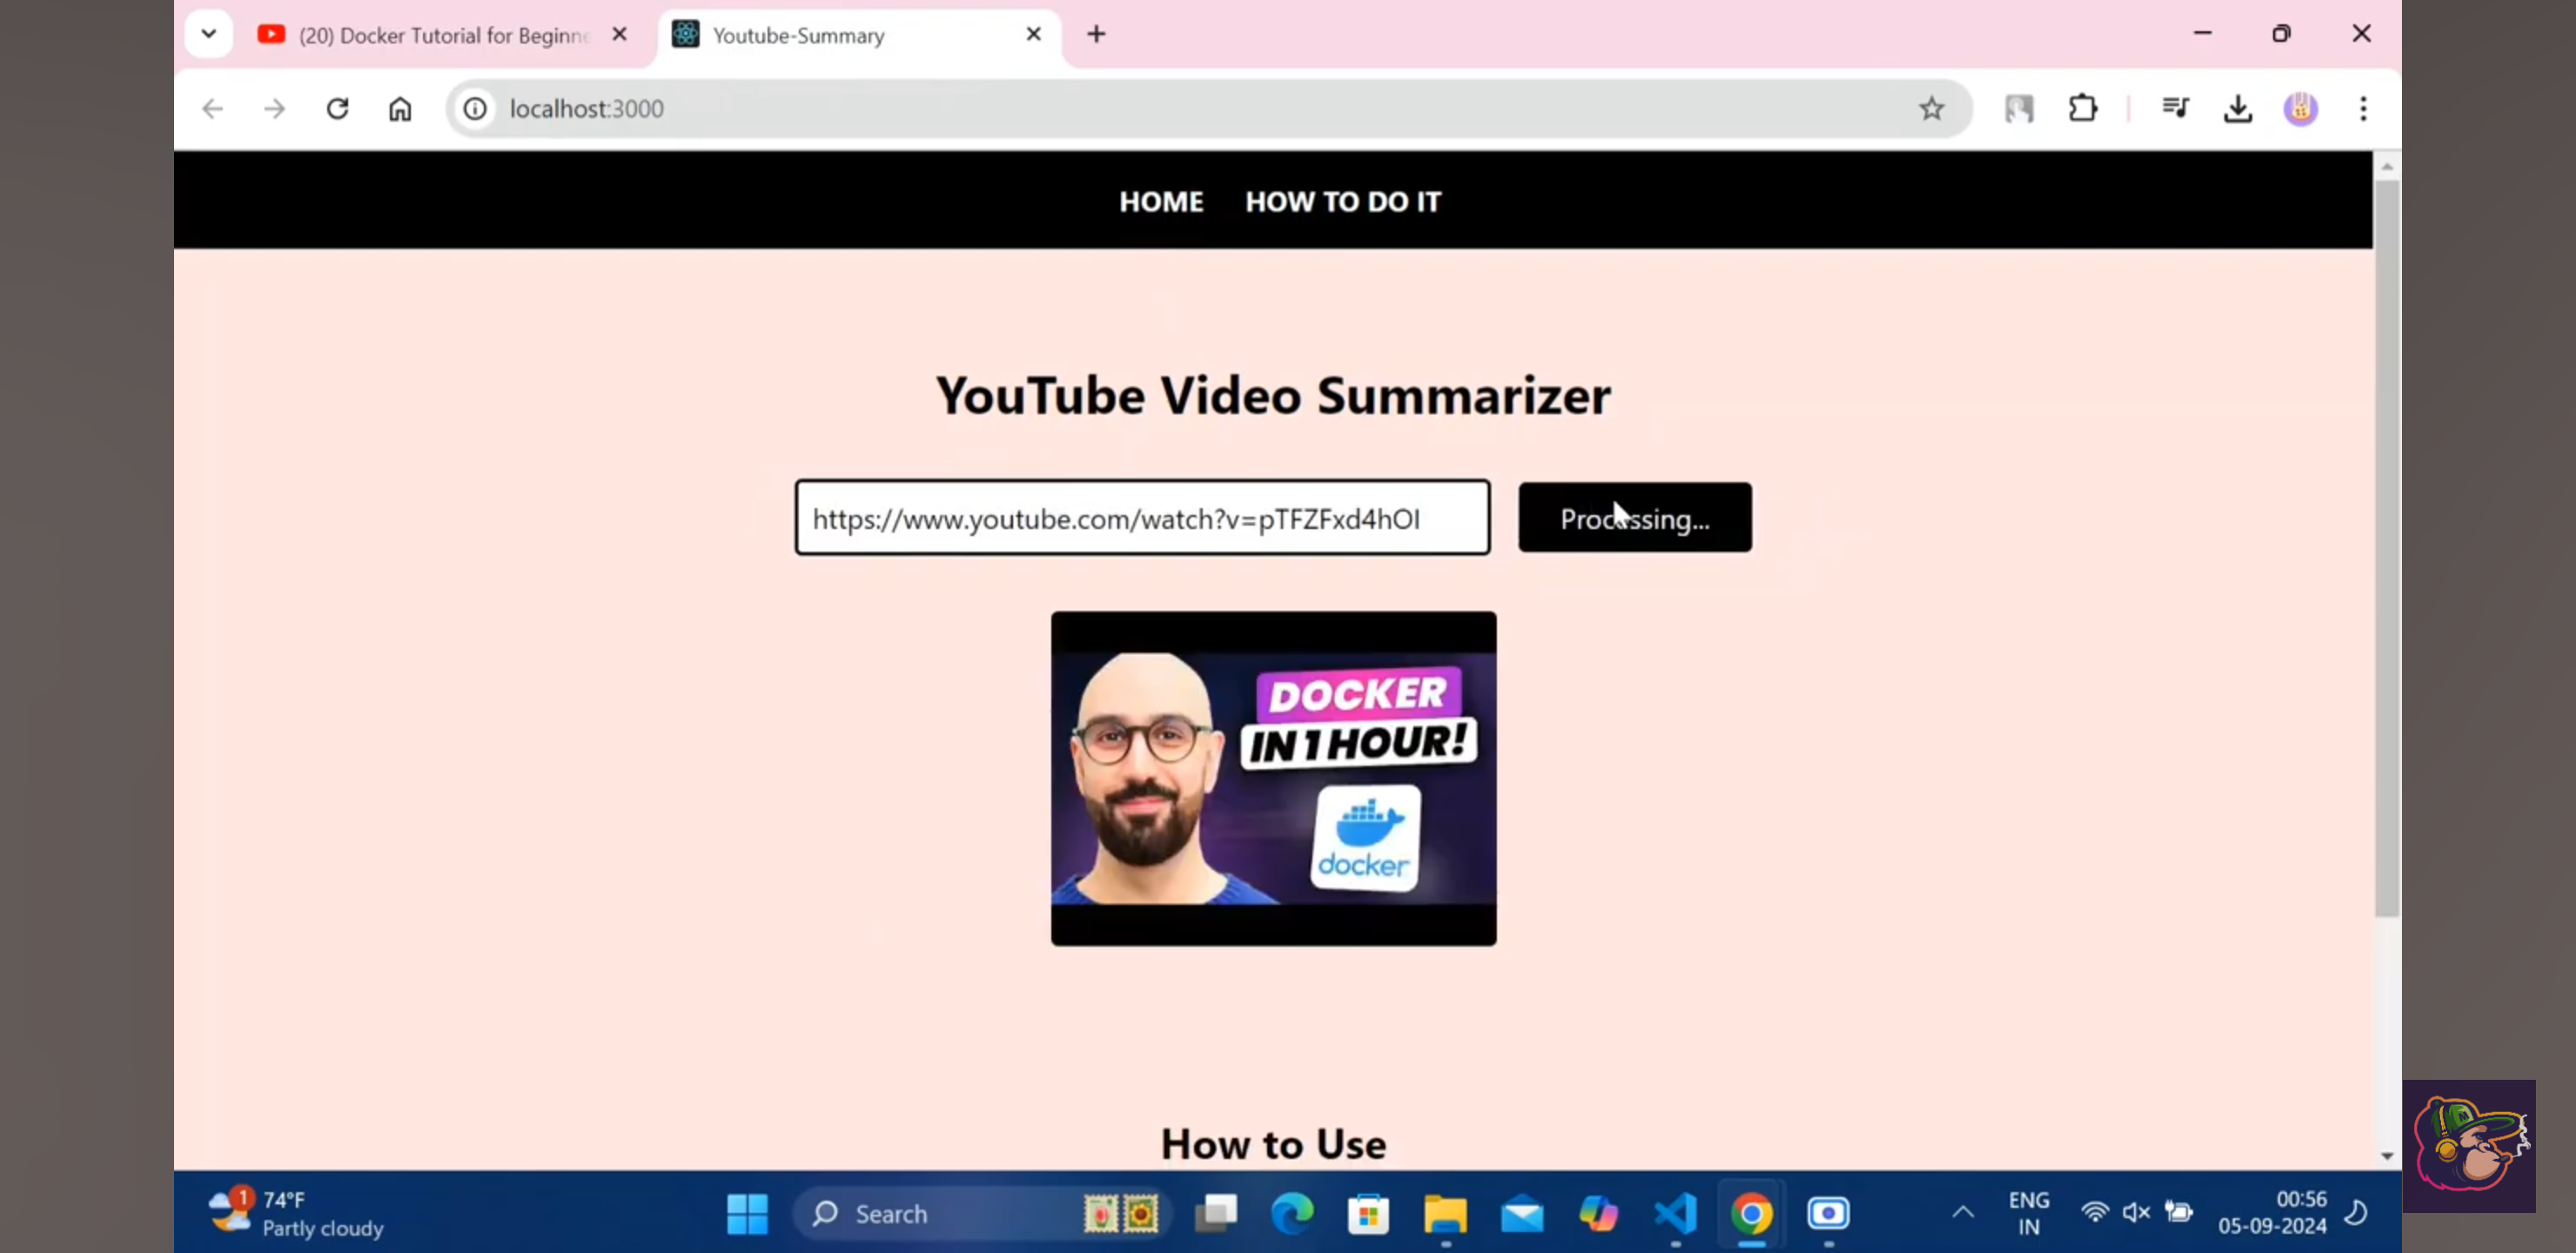 (20) Docker Tutorial for Beginne
Youtube-Summary
localhost:3000
HOME HOW TO DO IT
YouTube Video Summarizer
https://www.youtube.com/watch?v=pTFZFxd4hOI
Processing...
DOCKER
IN 1 HOUR!
docker
How to Use
1
74°F
Partly cloudy
Search
ENG
IN
00:56
05-09-2024